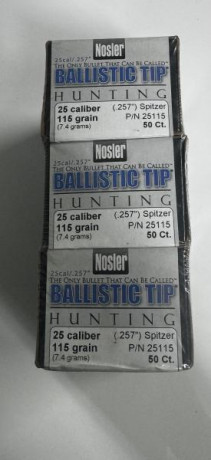 Nosler
25cal/.257"
THE ONLY BULLET THAT CAN BE CALLED™
BALLISTIC TIP
HUNTING
25 caliber (.257") Spitzer
115 grain P/N 25115
(7.4 grams) 50 Ct.
Nosler
25cal/.257"
THE ONLY BULLET THAT CAN BE CALLED™
BALLISTIC TIP
HUNTING
25 caliber (.257") Spitzer
115 grain P/N 25115
(7.4 grams) 50 Ct.
Nosler
25cal/.257"
THE ONLY BULLET THAT CAN BE CALLED™
BALLISTIC TIP
HUNTING
25 caliber (.257") Spitzer
115 grain P/N 25115
(7.4 grams) 50 Ct.